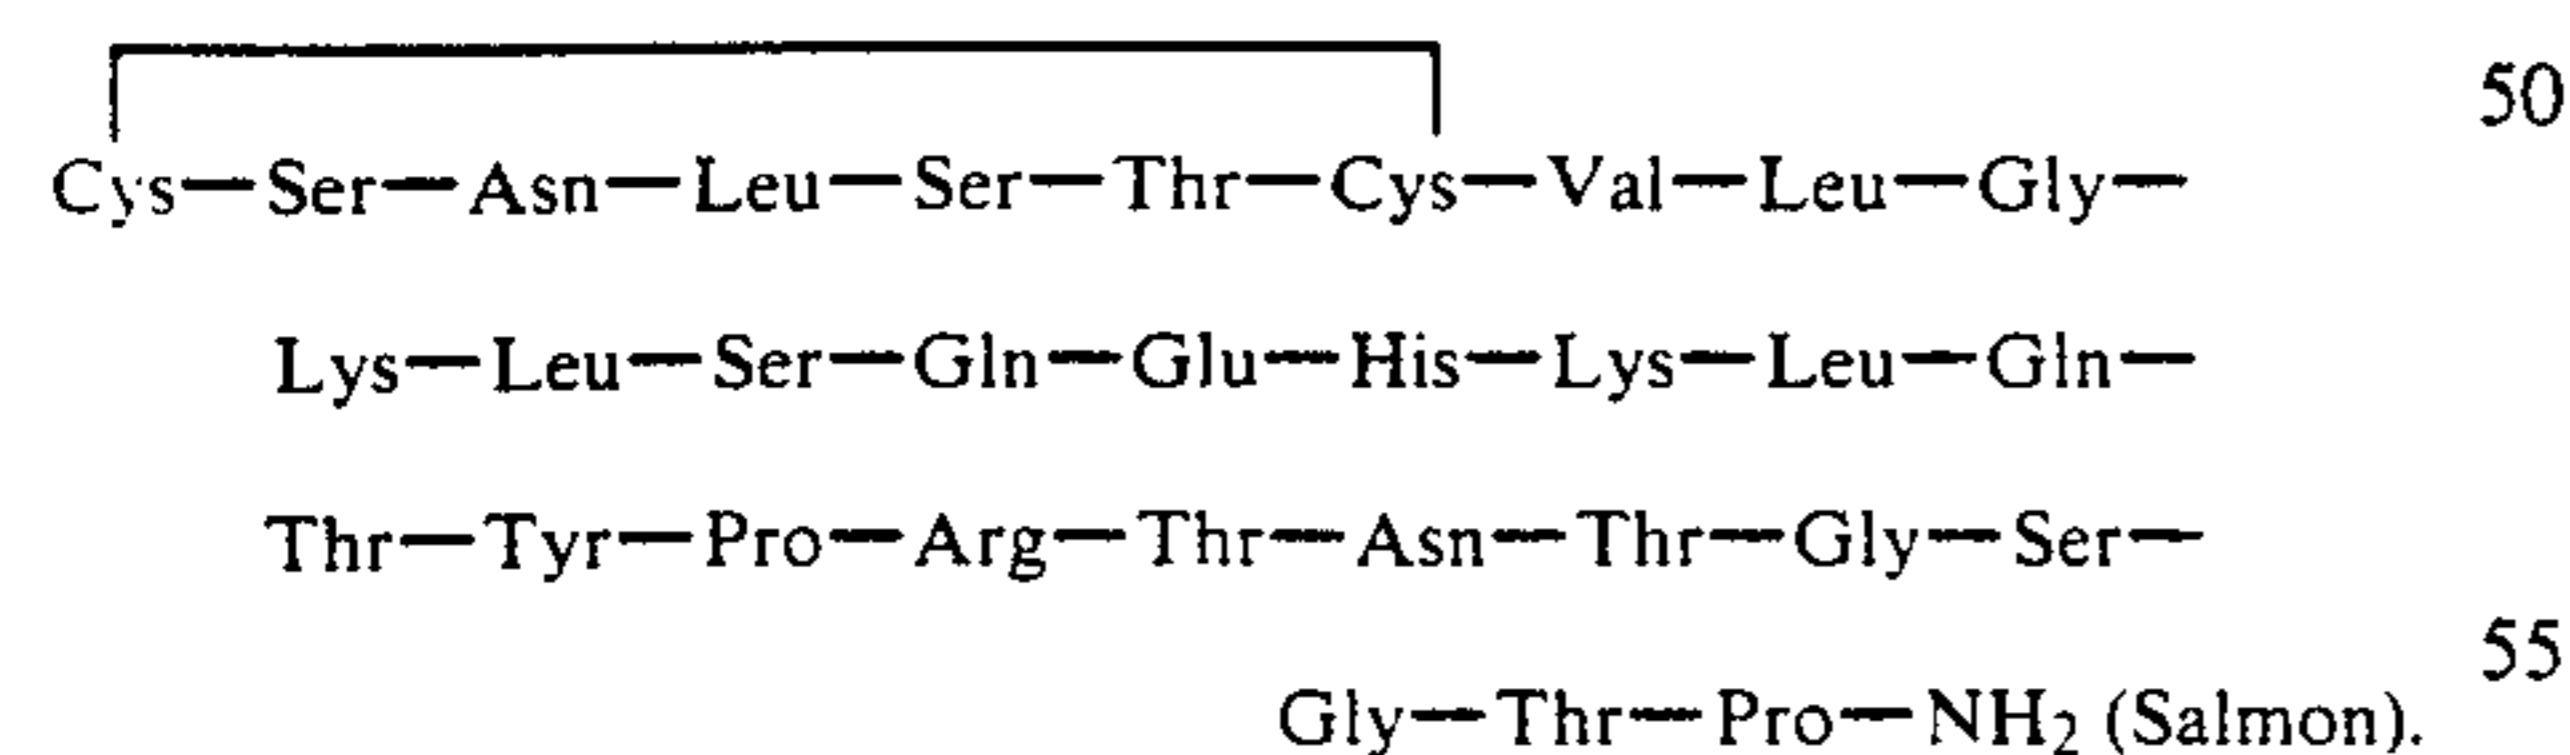 50
Cys—Ser—Asn—Leu—Ser—Thr—Cys—Val—Leu—Gly—
Lys—Leu—Ser—Gln—Glu—His—Lys—Leu—Gln—
Thr—Tyr—Pro—Arg—Thr—Asn—Thr—Gly—Ser—
55
Gly—Thr—Pro—NH₂ (Salmon).